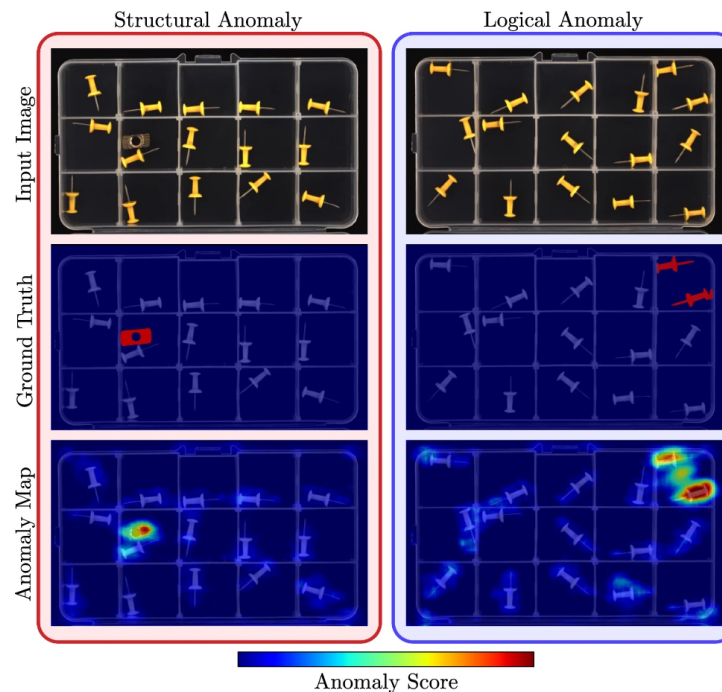 Structural Anomaly
Logical Anomaly
Input Image
Ground Truth
Anomaly Map
Anomaly Score